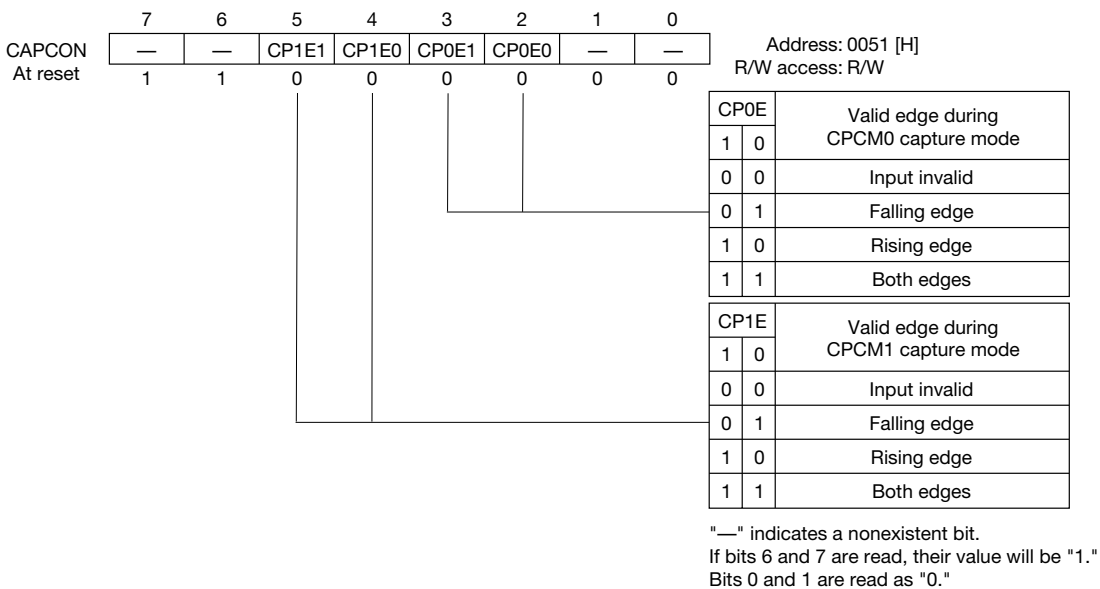 7 6 5 4 3 2 1 0
CAPCON — — CP1E1 CP1E0 CP0E1 CP0E0 — — Address: 0051 [H]
At reset 1 1 0 0 0 0 0 0 R/W access: R/W
CP0E Valid edge during
1 0 CPCM0 capture mode
0 0 Input invalid
0 1 Falling edge
1 0 Rising edge
1 1 Both edges
CP1E Valid edge during
1 0 CPCM1 capture mode
0 0 Input invalid
0 1 Falling edge
1 0 Rising edge
1 1 Both edges
"—" indicates a nonexistent bit.
If bits 6 and 7 are read, their value will be "1."
Bits 0 and 1 are read as "0."